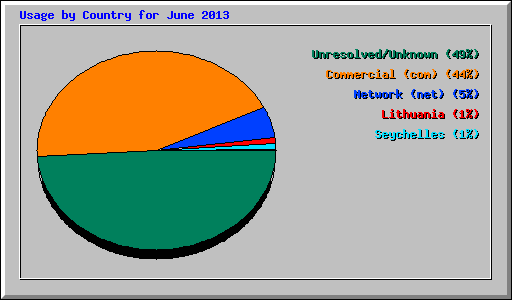 Usage by Country for June 2013
Unresolved/Unknown (49%)
Commercial (com) (44%)
Network (net) (5%)
Lithuania (1%)
Seychelles (1%)